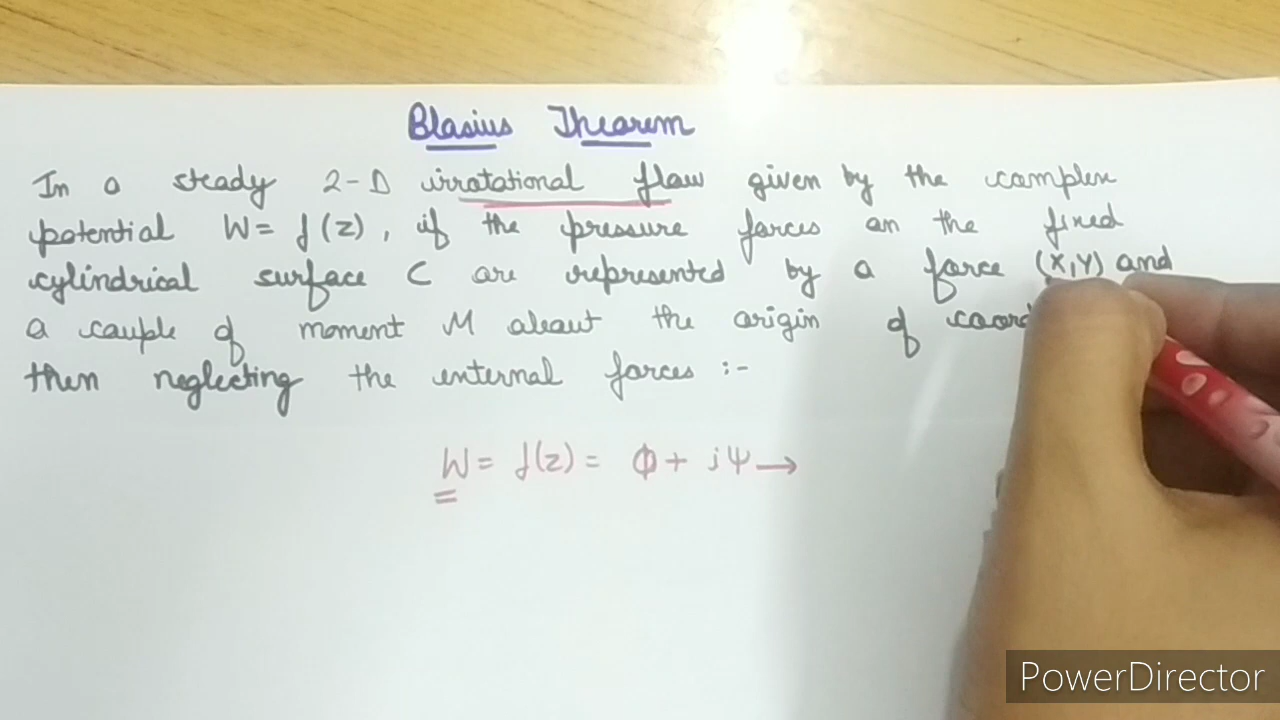 Blasius Theorem
In a steady 2-D irrotational flow given by the complex
potential W = f(z), if the pressure forces on the fixed
cylindrical surface C are represented by a force (X,Y) and
a couple of moment M about the origin of coord
then neglecting the external forces :-
W = f(z) = ϕ + iψ →
PowerDirector